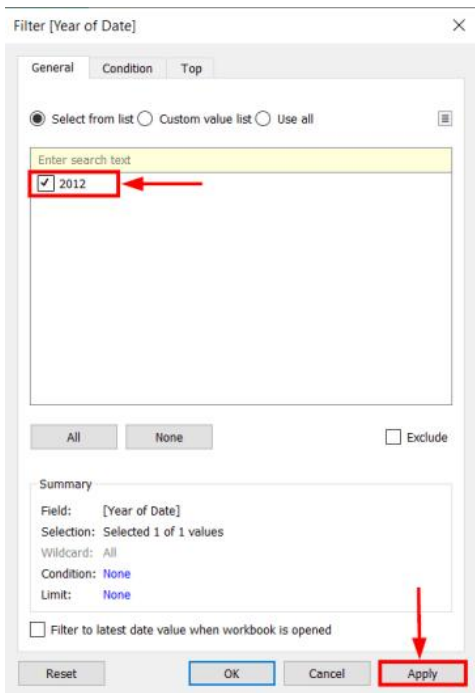 Filter [Year of Date]
General Condition Top
Select from list Custom value list Use all
Enter search text
2012
All None Exclude
Summary
Field: [Year of Date]
Selection: Selected 1 of 1 values
Wildcard: All
Condition: None
Limit: None
Filter to latest date value when workbook is opened
Reset OK Cancel Apply